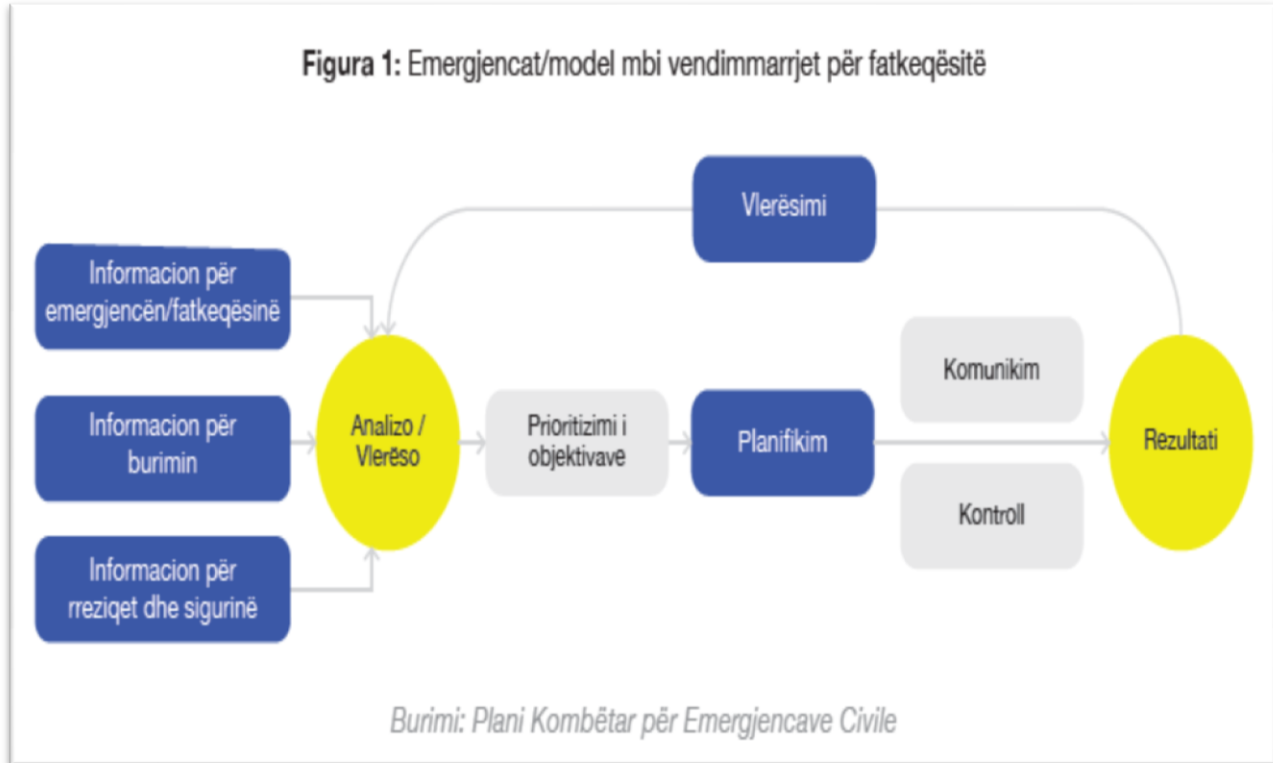 Figura 1: Emergjencat/model mbi vendimmarrjet për fatkeqësitë
Vlerësimi
Informacion për
emergjencën/fatkeqësinë
Informacion për
burimin
Informacion për
rreziqet dhe sigurinë
Analizo /
Vlerëso
Prioritizimi i
objektivave
Planifikim
Komunikim
Kontroll
Rezultati
Burimi: Plani Kombëtar për Emergjencave Civile